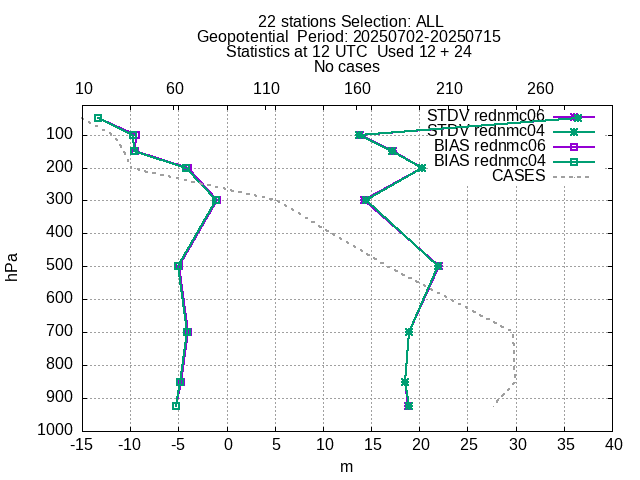 22 stations Selection: ALL
Geopotential  Period: 20250702-20250715
Statistics at 12 UTC  Used 12 + 24
No cases
10 60 110 160 210 260
STDV rednmc06
STDV rednmc04
BIAS rednmc06
BIAS rednmc04
CASES
100
200
300
400
500
600
700
800
900
1000
hPa
-15 -10 -5 0 5 10 15 20 25 30 35 40
m